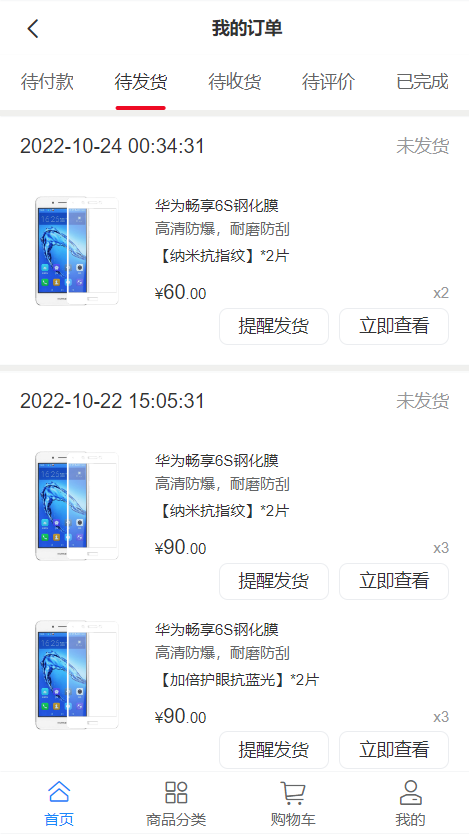 我的订单
待付款 待发货 待收货 待评价 已完成
2022-10-24 00:34:31 未发货
华为畅享6S钢化膜
高清防爆，耐磨防刮
【纳米抗指纹】*2片
¥60.00 x2
提醒发货 立即查看
2022-10-22 15:05:31 未发货
华为畅享6S钢化膜
高清防爆，耐磨防刮
【纳米抗指纹】*2片
¥90.00 x3
提醒发货 立即查看
华为畅享6S钢化膜
高清防爆，耐磨防刮
【加倍护眼抗蓝光】*2片
¥90.00 x3
提醒发货 立即查看
首页 商品分类 购物车 我的